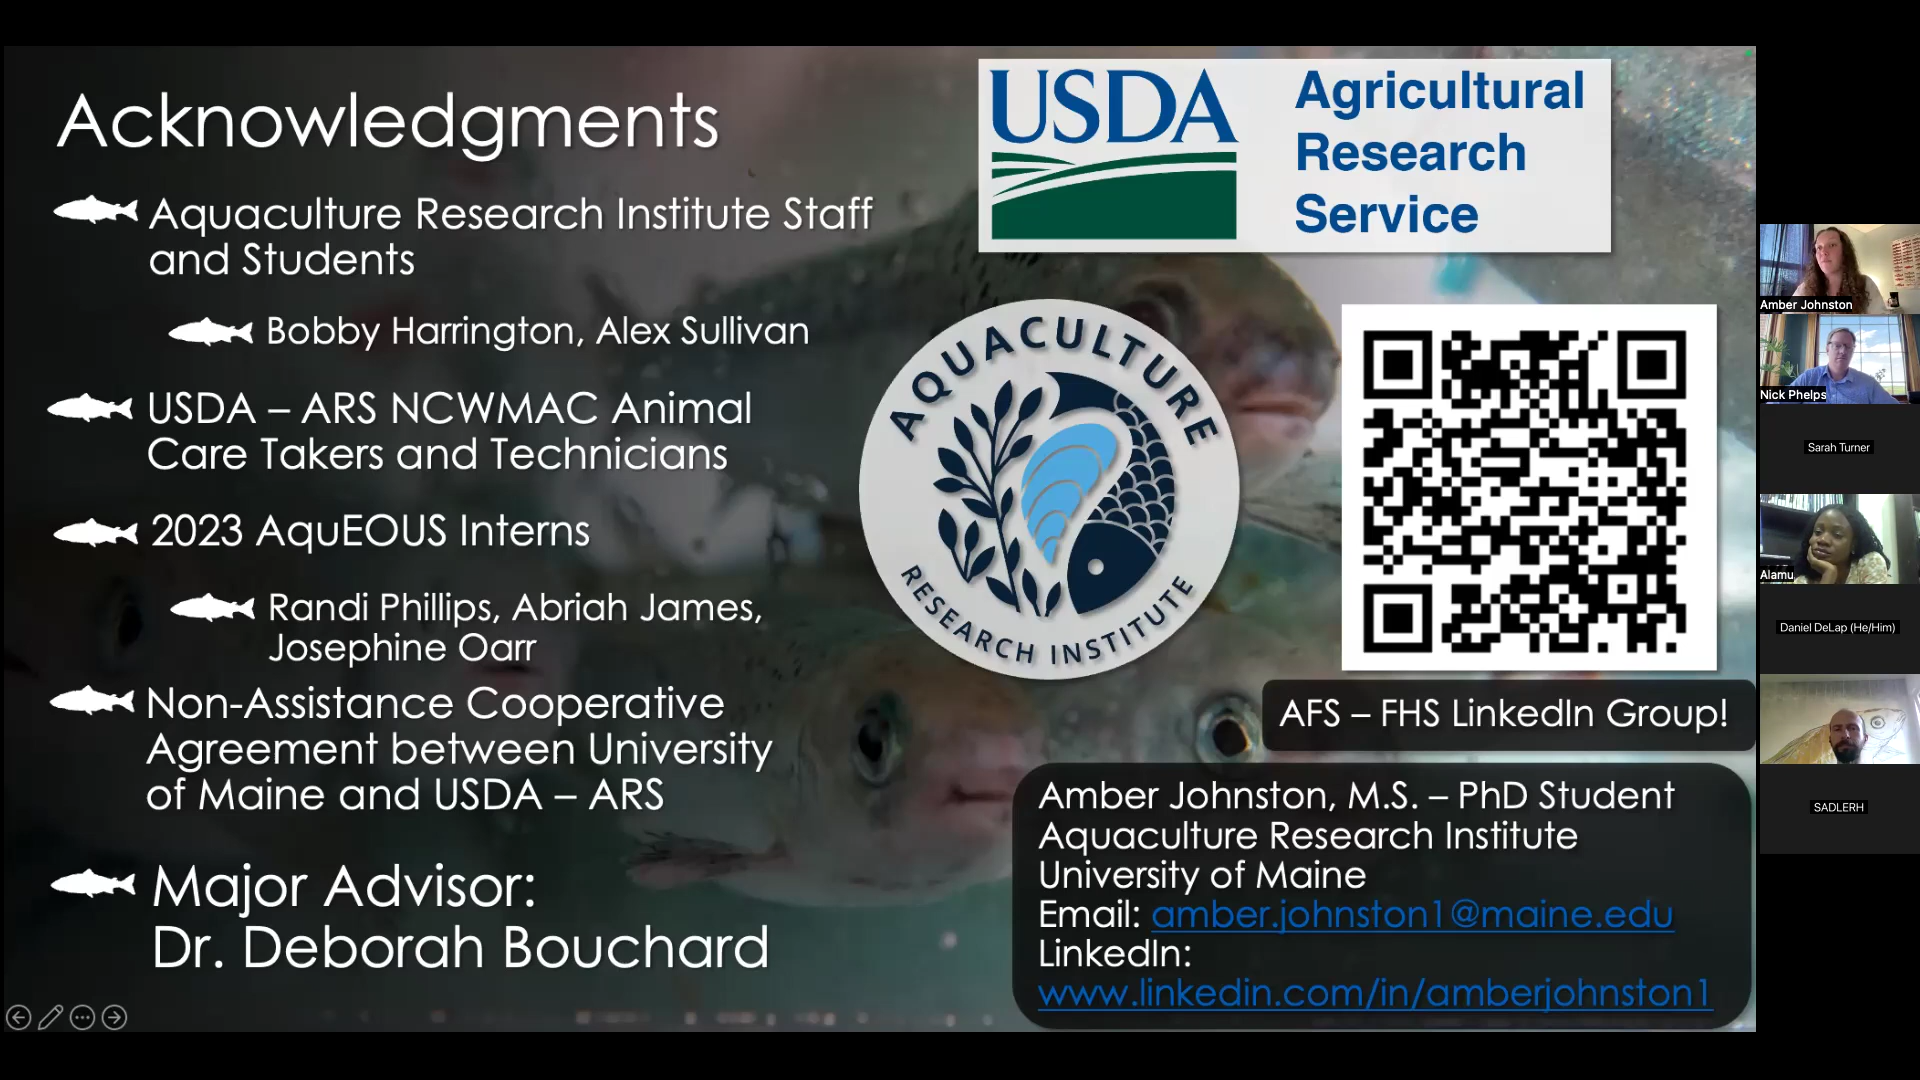 Acknowledgments
Aquaculture Research Institute Staff
and Students
Bobby Harrington, Alex Sullivan
USDA – ARS NCWMAC Animal
Care Takers and Technicians
2023 AquEOUS Interns
Randi Phillips, Abriah James,
Josephine Oarr
Non-Assistance Cooperative
Agreement between University
of Maine and USDA – ARS
Major Advisor:
Dr. Deborah Bouchard
USDA
Agricultural
Research
Service
AQUACULTURE
RESEARCH INSTITUTE
AFS – FHS LinkedIn Group!
Amber Johnston, M.S. – PhD Student
Aquaculture Research Institute
University of Maine
Email: amber.johnston1@maine.edu
LinkedIn:
www.linkedin.com/in/amberjohnston1
Amber Johnston
Nick Phelps
Sarah Turner
Alamu
Daniel DeLap (He/Him)
SADLERH